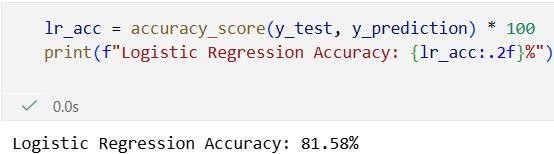 lr_acc = accuracy_score(y_test, y_prediction) * 100
print(f"Logistic Regression Accuracy: {lr_acc:.2f}%")
0.0s
Logistic Regression Accuracy: 81.58%